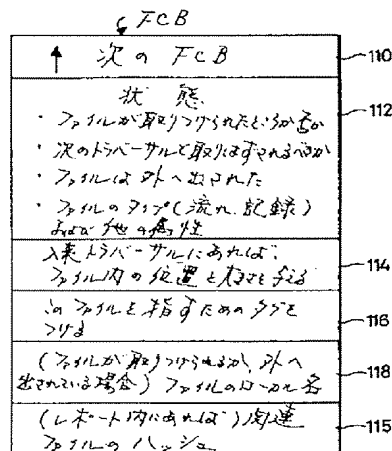 FCB
次の FCB
110
状態
112
・ファイルが取りつけられたどうか否か
・次のトラバーサルで取りはずされるべきか
・ファイルは外へ出された
・ファイルのタイプ(流れ、記録)
および他の属性
入来トラバーサルにあれば、
114
ファイル内の位置と長さを与える
このファイルを指すためのタグを
116
つける
(ファイルが取りつけられるか、外へ
118
出されている場合)ファイルのローカル名
(レポート内にあれば)関連
115
ファイルのハッシュ